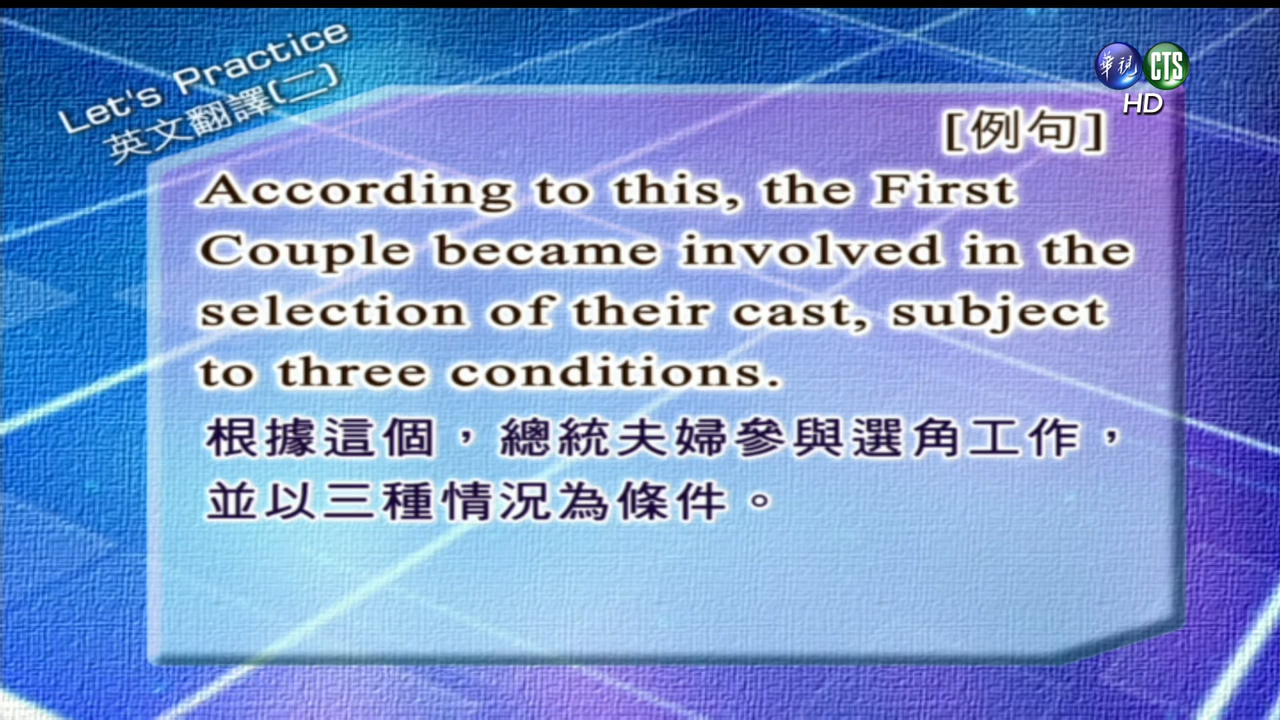 Let's Practice
英文翻譯(二)
華視 CTS
HD
[例句]
According to this, the First
Couple became involved in the
selection of their cast, subject
to three conditions.
根據這個，總統夫婦參與選角工作，
並以三種情況為條件。